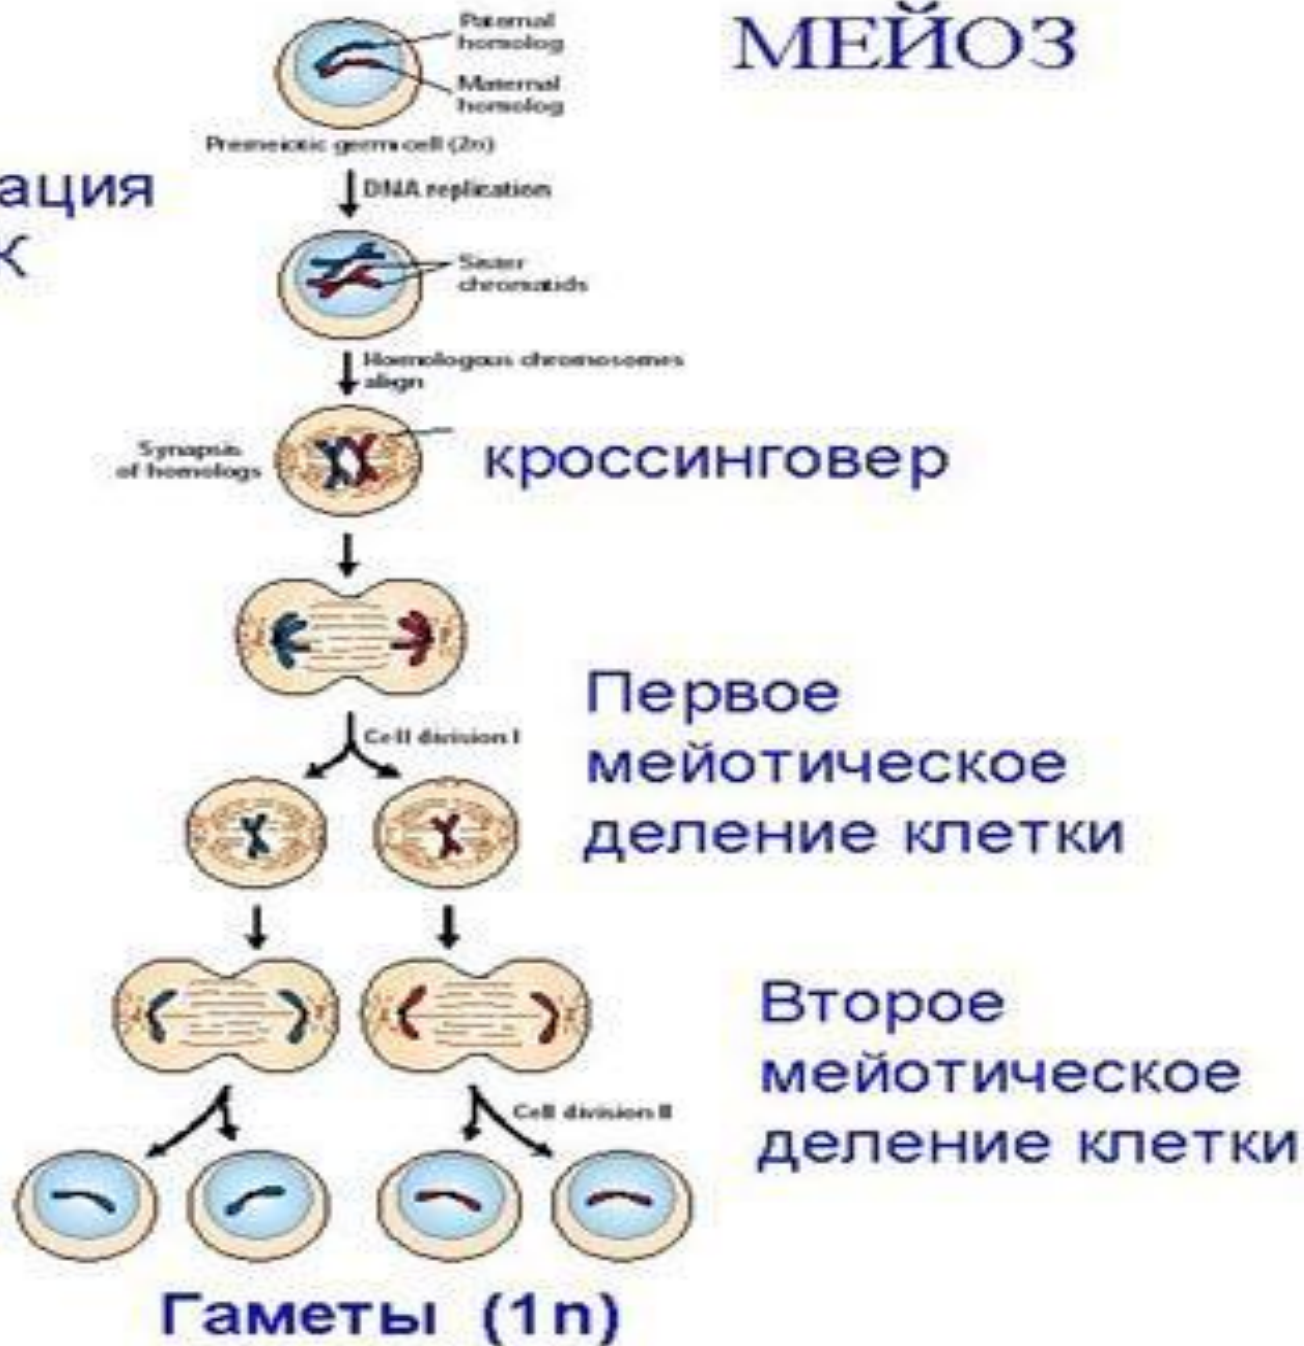 МЕЙОЗ
Paternal
homolog
Maternal
homolog
Premeiotic germ cell (2n)
ация
К
DNA replication
Sister
chromatids
Homologous chromosomes
align
Synapsis
of homologs
кроссинговер
Первое
мейотическое
деление клетки
Cell division I
Второе
мейотическое
деление клетки
Cell division II
Гаметы (1n)